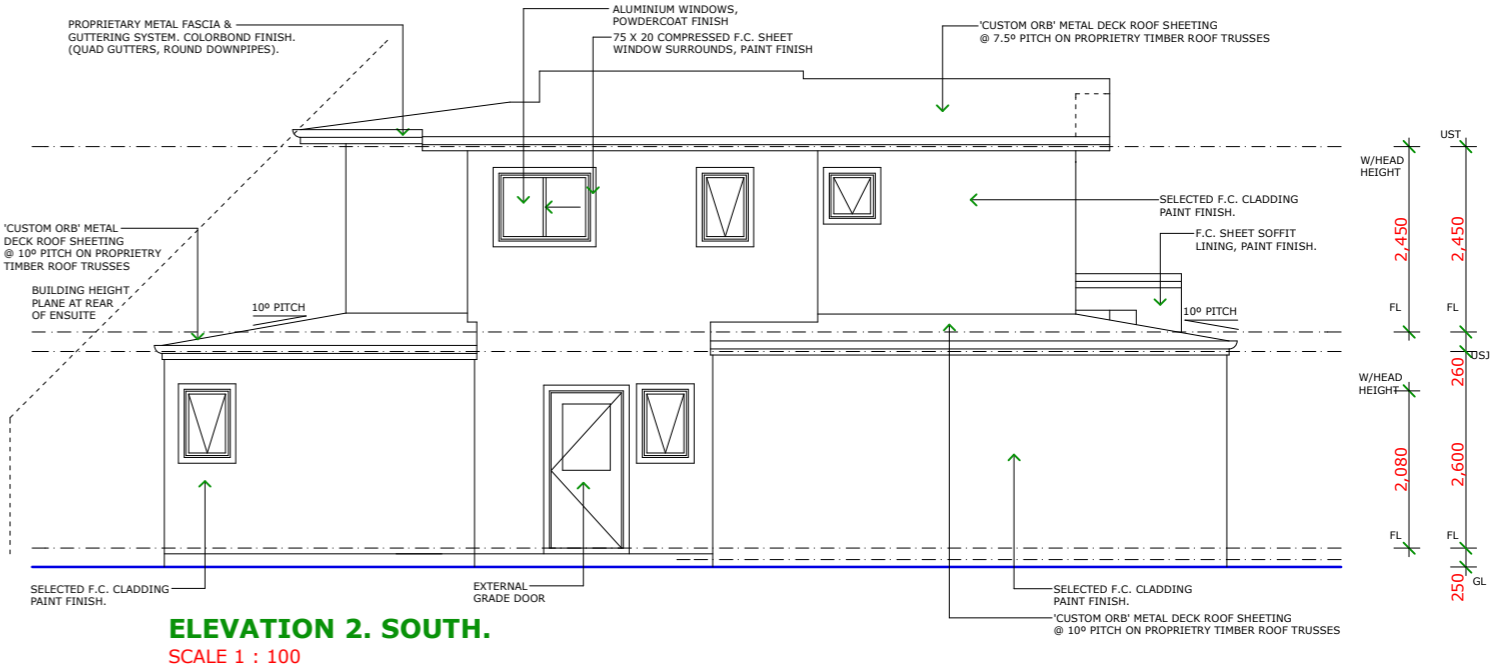 ALUMINIUM WINDOWS,
POWDERCOAT FINISH
PROPRIETARY METAL FASCIA &
GUTTERING SYSTEM. COLORBOND FINISH.
(QUAD GUTTERS, ROUND DOWNPIPES).
75 X 20 COMPRESSED F.C. SHEET
WINDOW SURROUNDS, PAINT FINISH
'CUSTOM ORB' METAL DECK ROOF SHEETING
@ 7.5º PITCH ON PROPRIETRY TIMBER ROOF TRUSSES
UST
W/HEAD
HEIGHT
SELECTED F.C. CLADDING
PAINT FINISH.
F.C. SHEET SOFFIT
LINING, PAINT FINISH.
2,450
2,450
'CUSTOM ORB' METAL
DECK ROOF SHEETING
@ 10º PITCH ON PROPRIETRY
TIMBER ROOF TRUSSES
BUILDING HEIGHT
PLANE AT REAR
OF ENSUITE
10º PITCH
10º PITCH
FL
FL
USJ
260
W/HEAD
HEIGHT
2,080
2,600
FL
FL
250
GL
SELECTED F.C. CLADDING
PAINT FINISH.
EXTERNAL
GRADE DOOR
SELECTED F.C. CLADDING
PAINT FINISH.
'CUSTOM ORB' METAL DECK ROOF SHEETING
@ 10º PITCH ON PROPRIETRY TIMBER ROOF TRUSSES
ELEVATION 2. SOUTH.
SCALE 1 : 100